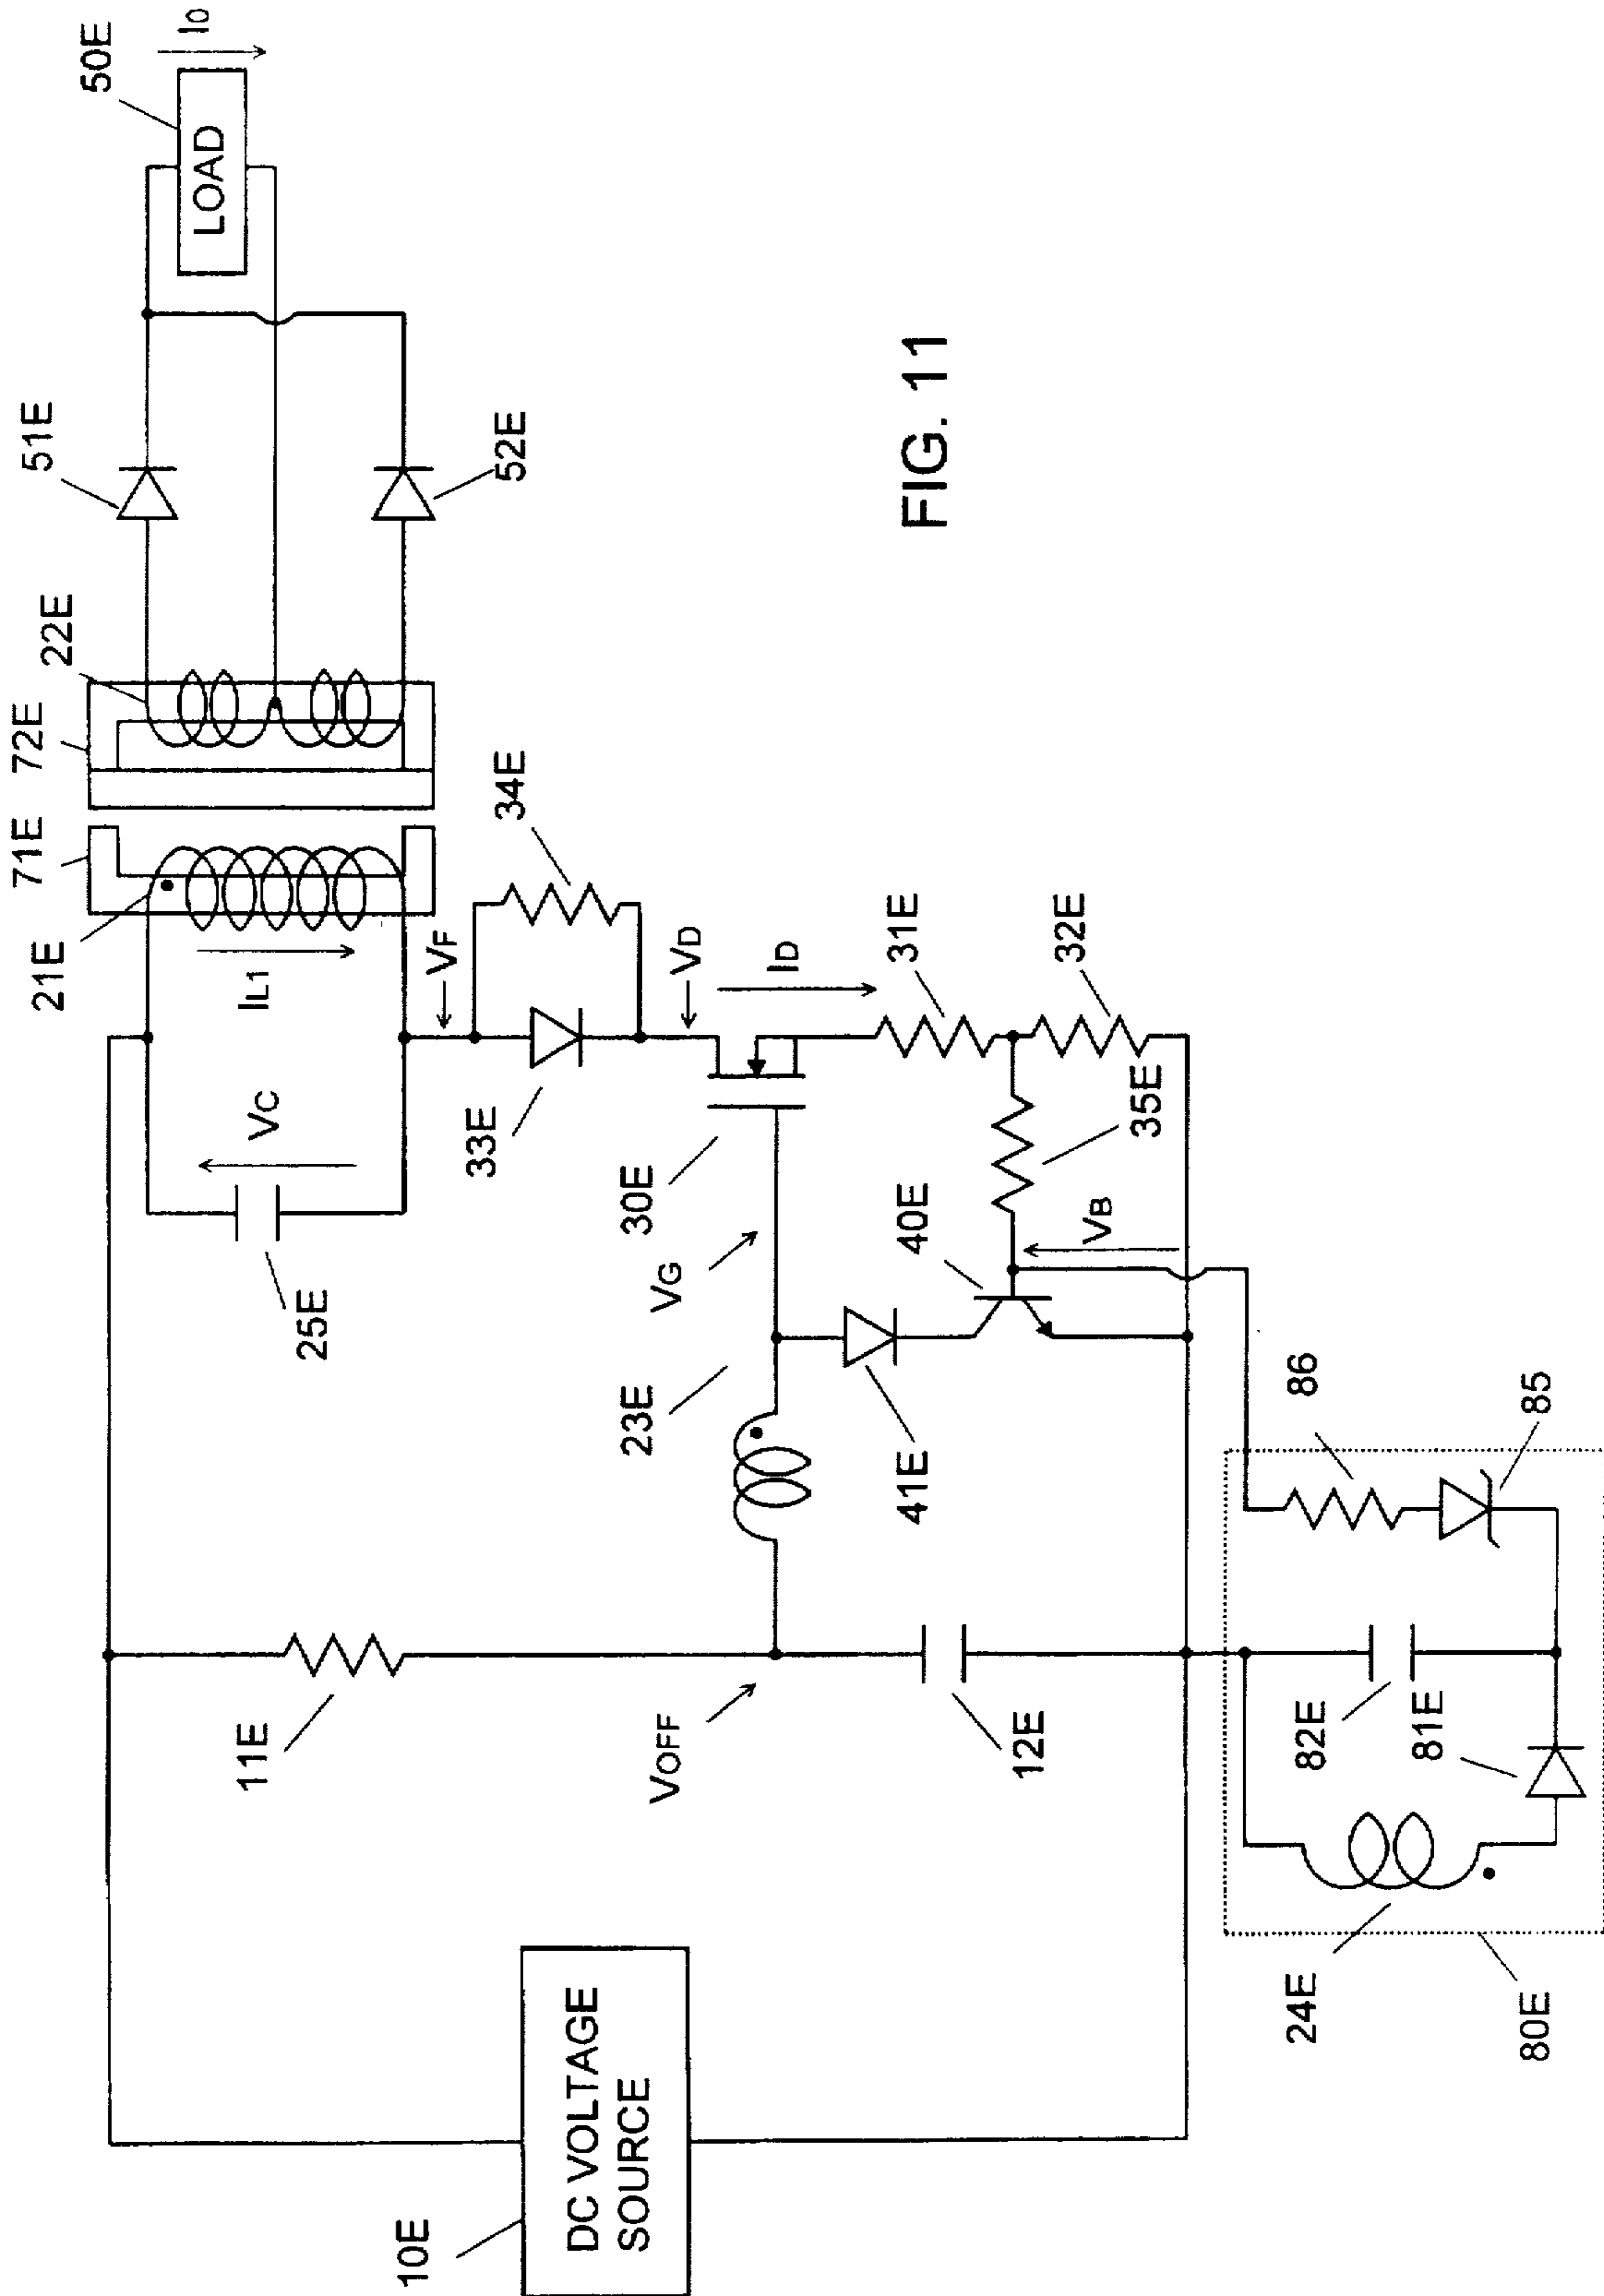 50E
IO
LOAD
51E
52E
22E
72E
71E
21E
IL1
VC
25E
VF
34E
33E
VD
ID
30E
31E
32E
35E
VG
23E
40E
VB
41E
11E
VOFF
12E
86
85
82E
81E
24E
80E
10E
DC VOLTAGE
SOURCE
FIG. 11